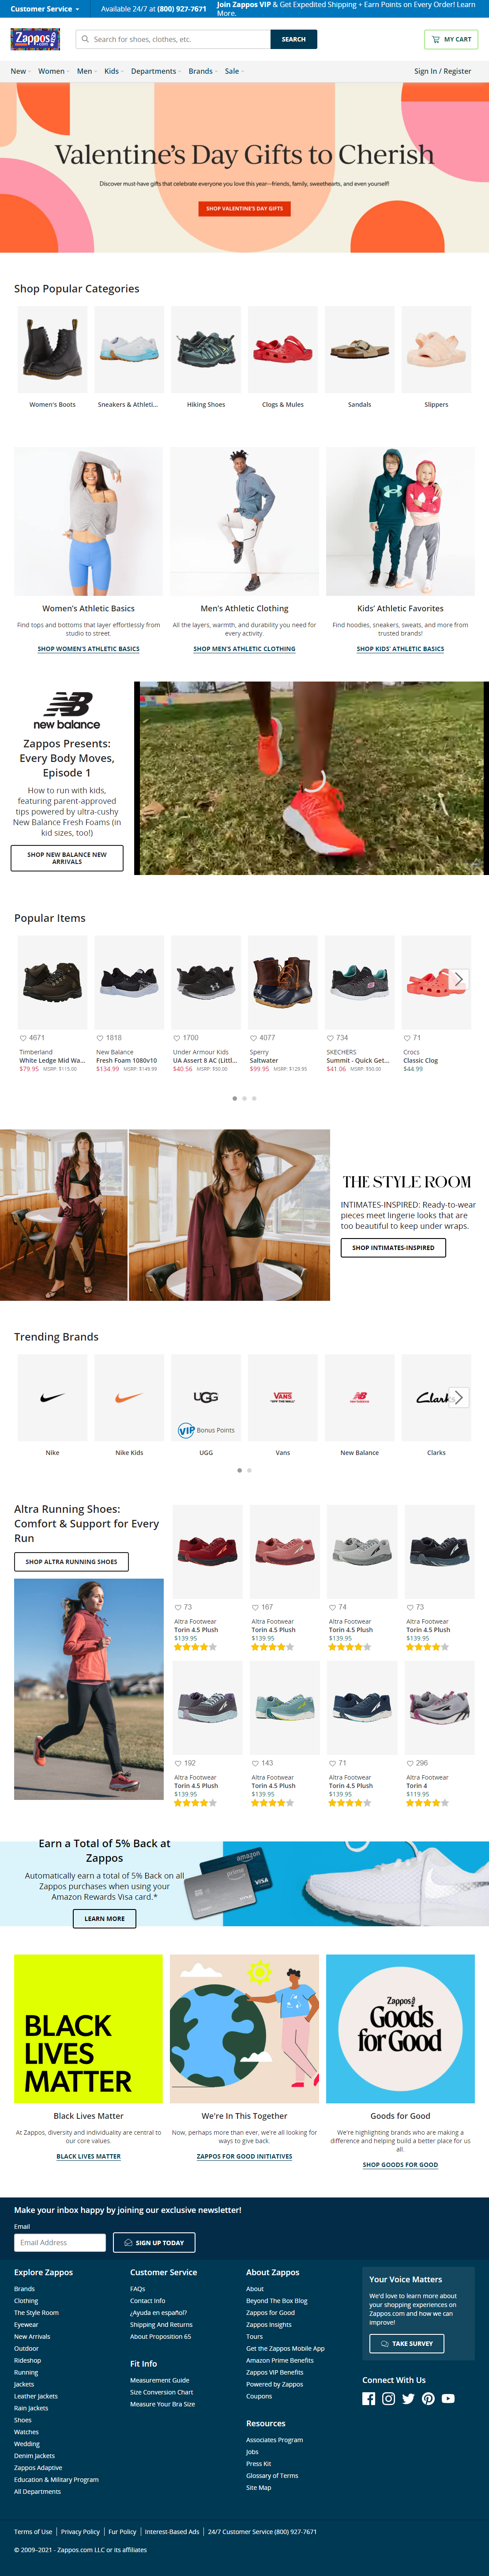 Customer Service
Available 24/7 at (800) 927-7671
Join Zappos VIP & Get Expedited Shipping + Earn Points on Every Order! Learn More.
Zappos
Search for shoes, clothes, etc.
SEARCH
MY CART
New
Women
Men
Kids
Departments
Brands
Sale
Sign In / Register
Valentine's Day Gifts to Cherish
Discover must-have gifts that celebrate everyone you love this year—friends, family, sweethearts, and even yourself!
SHOP VALENTINE'S DAY GIFTS
Shop Popular Categories
Women's Boots
Sneakers & Athleti...
Hiking Shoes
Clogs & Mules
Sandals
Slippers
Women's Athletic Basics
Find tops and bottoms that layer effortlessly from
studio to street.
SHOP WOMEN'S ATHLETIC BASICS
Men's Athletic Clothing
All the layers, warmth, and durability you need for
every activity.
SHOP MEN'S ATHLETIC CLOTHING
Kids' Athletic Favorites
Find hoodies, sneakers, sweats, and more from
trusted brands!
SHOP KIDS' ATHLETIC BASICS
new balance
Zappos Presents:
Every Body Moves,
Episode 1
How to run with kids,
featuring parent-approved
tips powered by ultra-cushy
New Balance Fresh Foams (in
kid sizes, too!)
SHOP NEW BALANCE NEW
ARRIVALS
Popular Items
4671
Timberland
White Ledge Mid Wa...
$79.95 MSRP: $113.00
1818
New Balance
Fresh Foam 1080v10
$134.99 MSRP: $149.99
1700
Under Armour Kids
UA Assert 8 AC (Littl...
$40.56 MSRP: $50.00
4077
Sperry
Saltwater
$99.95 MSRP: $129.95
734
SKECHERS
Summit - Quick Get...
$41.06 MSRP: $50.00
71
Crocs
Classic Clog
$44.99
THE STYLE ROOM
INTIMATES-INSPIRED: Ready-to-wear
pieces meet lingerie looks that are
too beautiful to keep under wraps.
SHOP INTIMATES-INSPIRED
Trending Brands
UGG
VANS
"OFF THE WALL"
NB
Clarks
VIP Bonus Points
Nike
Nike Kids
UGG
Vans
New Balance
Clarks
Altra Running Shoes:
Comfort & Support for Every
Run
SHOP ALTRA RUNNING SHOES
73
Altra Footwear
Torin 4.5 Plush
$139.95
167
Altra Footwear
Torin 4.5 Plush
$139.95
74
Altra Footwear
Torin 4.5 Plush
$139.95
73
Altra Footwear
Torin 4.5 Plush
$139.95
192
Altra Footwear
Torin 4.5 Plush
$139.95
143
Altra Footwear
Torin 4.5 Plush
$139.95
71
Altra Footwear
Torin 4.5 Plush
$139.95
296
Altra Footwear
Torin 4
$119.95
Earn a Total of 5% Back at
Zappos
Automatically earn a total of 5% Back on all
Zappos purchases when using your
Amazon Rewards Visa card.*
LEARN MORE
amazon
prime
VISA
BLACK
LIVES
MATTER
Black Lives Matter
At Zappos, diversity and individuality are central to
our core values.
BLACK LIVES MATTER
We're In This Together
Now, perhaps more than ever, we're all looking for
ways to give back.
ZAPPOS FOR GOOD INITIATIVES
Zappos
Goods
for Good
Goods for Good
We're highlighting brands who are making a
difference and helping build a better place for us
all.
SHOP GOODS FOR GOOD
Make your inbox happy by joining our exclusive newsletter!
Email
Email Address
SIGN UP TODAY
Explore Zappos
Brands
Clothing
The Style Room
Eyewear
New Arrivals
Outdoor
Rideshop
Running
Jackets
Leather Jackets
Rain Jackets
Shoes
Watches
Wedding
Denim Jackets
Zappos Adaptive
Education & Military Program
All Departments
Customer Service
FAQs
Contact Info
¿Ayuda en español?
Shipping And Returns
About Proposition 65
Fit Info
Measurement Guide
Size Conversion Chart
Measure Your Bra Size
About Zappos
About
Beyond The Box Blog
Zappos for Good
Zappos Insights
Tours
Get the Zappos Mobile App
Amazon Prime Benefits
Zappos VIP Benefits
Powered by Zappos
Coupons
Resources
Associates Program
Jobs
Press Kit
Glossary of Terms
Site Map
Your Voice Matters
We'd love to learn more about
your shopping experiences on
Zappos.com and how we can
improve!
TAKE SURVEY
Connect With Us
Terms of Use
Privacy Policy
Fur Policy
Interest-Based Ads
24/7 Customer Service (800) 927-7671
© 2009–2021 - Zappos.com LLC or its affiliates